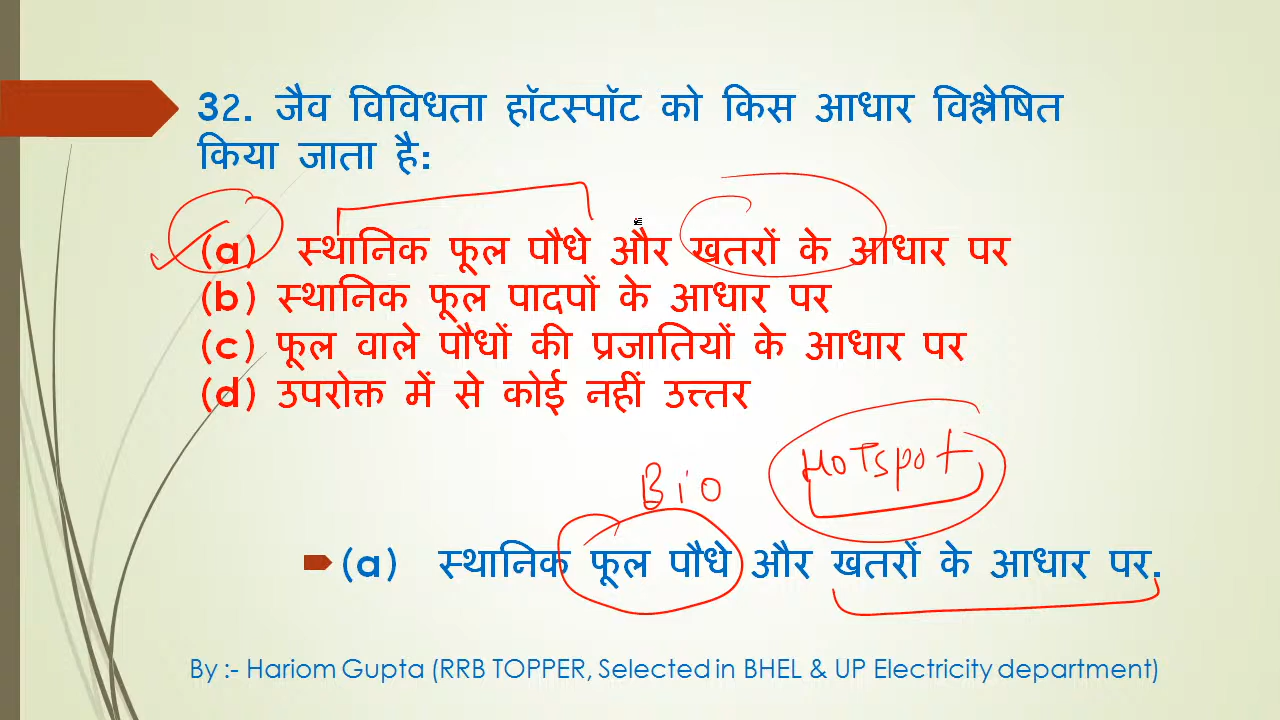 32. जैव विविधता हॉटस्पॉट को किस आधार विश्लेषित
किया जाता है:
(a) स्थानिक फूल पौधे और खतरों के आधार पर
(b) स्थानिक फूल पादपों के आधार पर
(c) फूल वाले पौधों की प्रजातियों के आधार पर
(d) उपरोक्त में से कोई नहीं उत्त्तर
HoTspot
Bio
(a) स्थानिक फूल पौधे और खतरों के आधार पर.
By :- Hariom Gupta (RRB TOPPER, Selected in BHEL & UP Electricity department)